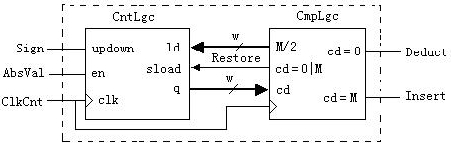 CntLgc CmpLgc
Sign updown ld w M/2 cd=0 Deduct
Restore
AbsVal en sload cd=0|M
w
q cd
ClkCnt clk cd=M Insert